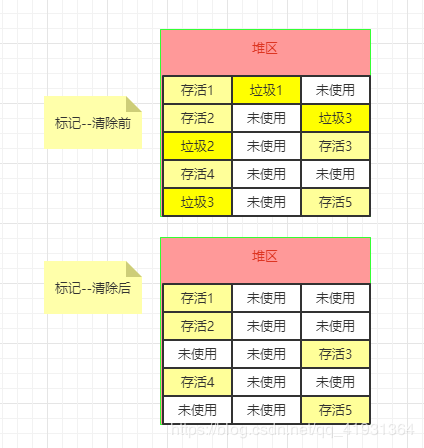 堆区
存活1 垃圾1 未使用
存活2 未使用 垃圾3
标记--清除前
垃圾2 未使用 存活3
存活4 未使用 未使用
垃圾3 未使用 存活5
堆区
标记--清除后
存活1 未使用 未使用
存活2 未使用 未使用
未使用 未使用 存活3
存活4 未使用 未使用
未使用 未使用 存活5
https://blog.csdn.net/qq_41931364